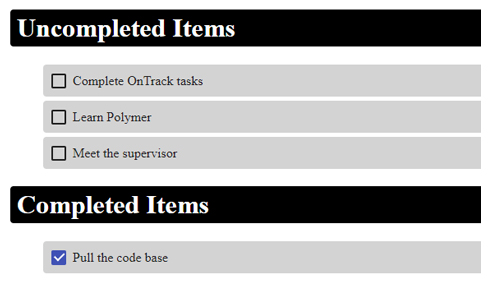 Uncompleted Items
Complete OnTrack tasks
Learn Polymer
Meet the supervisor
Completed Items
Pull the code base